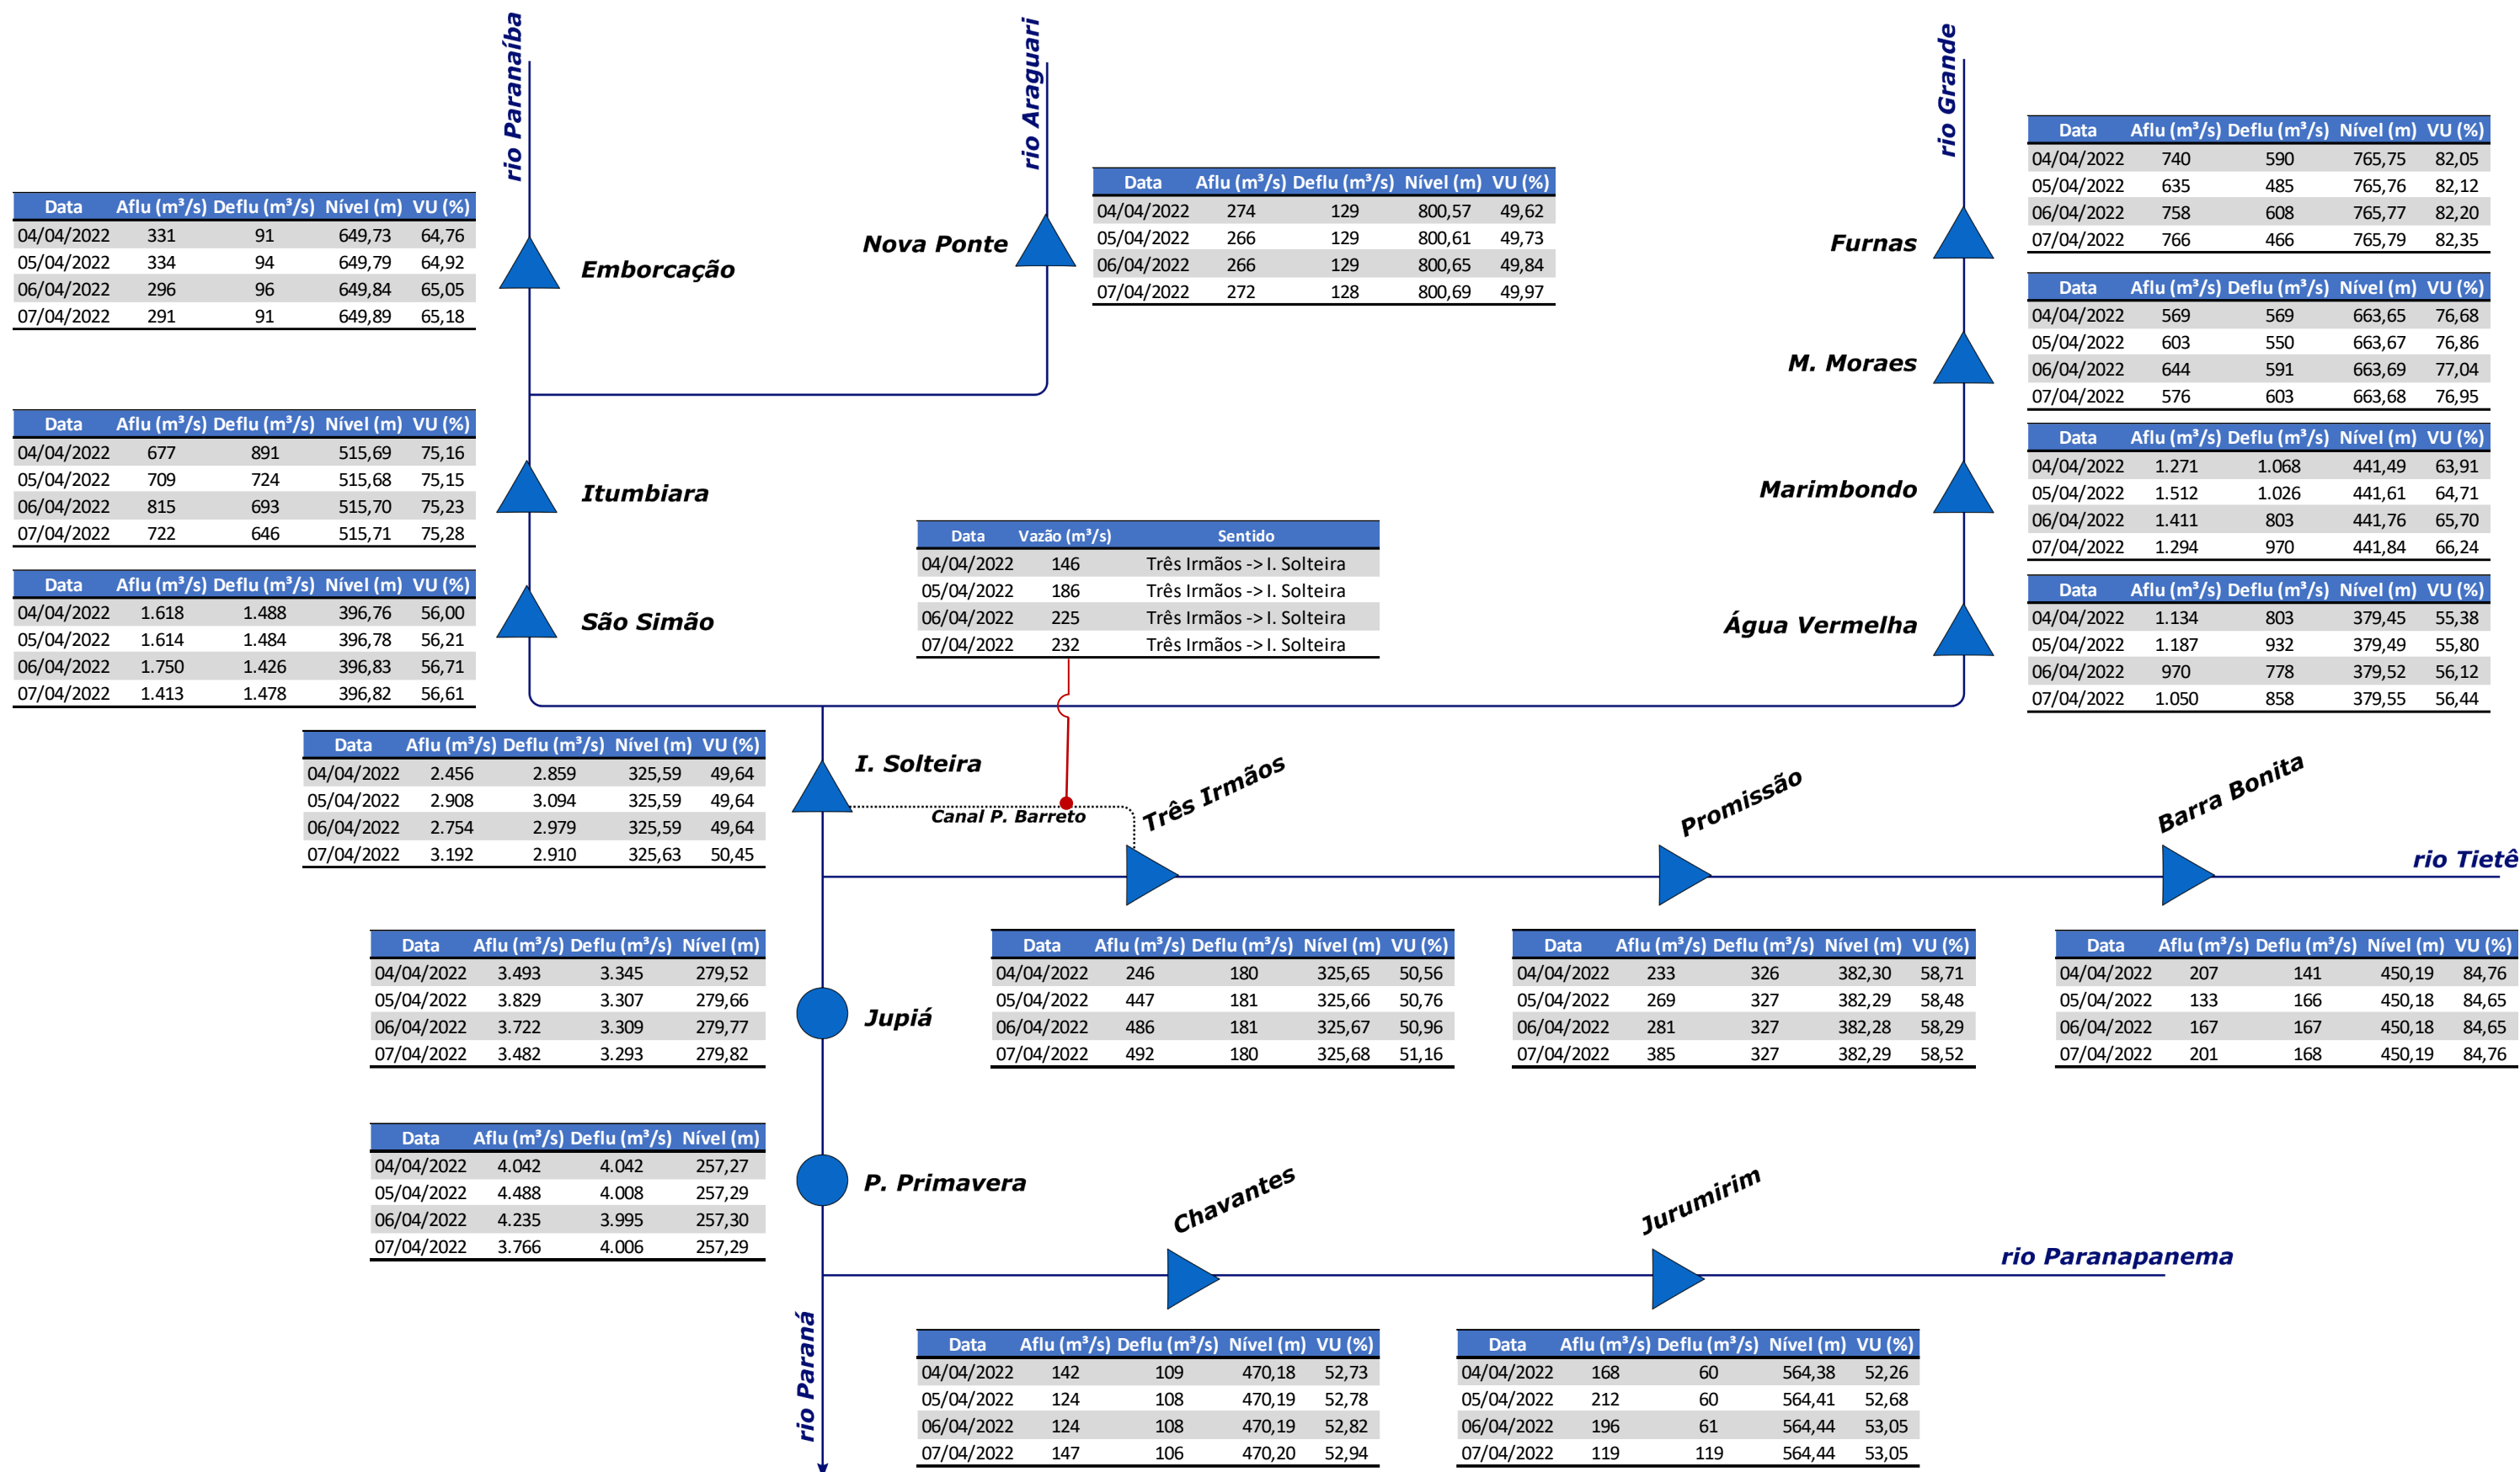 rio Paranaíba
rio Araguari
rio Grande
Data Aflu (m³/s) Deflu (m³/s) Nível (m) VU (%)
04/04/2022 331 91 649,73 64,76
05/04/2022 334 94 649,79 64,92
06/04/2022 296 96 649,84 65,05
07/04/2022 291 91 649,89 65,18
Emborcação
Nova Ponte
Data Aflu (m³/s) Deflu (m³/s) Nível (m) VU (%)
04/04/2022 274 129 800,57 49,62
05/04/2022 266 129 800,61 49,73
06/04/2022 266 129 800,65 49,84
07/04/2022 272 128 800,69 49,97
Furnas
Data Aflu (m³/s) Deflu (m³/s) Nível (m) VU (%)
04/04/2022 740 590 765,75 82,05
05/04/2022 635 485 765,76 82,12
06/04/2022 758 608 765,77 82,20
07/04/2022 766 466 765,79 82,35
M. Moraes
Data Aflu (m³/s) Deflu (m³/s) Nível (m) VU (%)
04/04/2022 569 569 663,65 76,68
05/04/2022 603 550 663,67 76,86
06/04/2022 644 591 663,69 77,04
07/04/2022 576 603 663,68 76,95
Data Aflu (m³/s) Deflu (m³/s) Nível (m) VU (%)
04/04/2022 677 891 515,69 75,16
05/04/2022 709 724 515,68 75,15
06/04/2022 815 693 515,70 75,23
07/04/2022 722 646 515,71 75,28
Itumbiara
Marimbondo
Data Aflu (m³/s) Deflu (m³/s) Nível (m) VU (%)
04/04/2022 1.271 1.068 441,49 63,91
05/04/2022 1.512 1.026 441,61 64,71
06/04/2022 1.411 803 441,76 65,70
07/04/2022 1.294 970 441,84 66,24
Data Aflu (m³/s) Deflu (m³/s) Nível (m) VU (%)
04/04/2022 1.618 1.488 396,76 56,00
05/04/2022 1.614 1.484 396,78 56,21
06/04/2022 1.750 1.426 396,83 56,71
07/04/2022 1.413 1.478 396,82 56,61
São Simão
Data Vazão (m³/s) Sentido
04/04/2022 146 Três Irmãos -> I. Solteira
05/04/2022 186 Três Irmãos -> I. Solteira
06/04/2022 225 Três Irmãos -> I. Solteira
07/04/2022 232 Três Irmãos -> I. Solteira
Água Vermelha
Data Aflu (m³/s) Deflu (m³/s) Nível (m) VU (%)
04/04/2022 1.134 803 379,45 55,38
05/04/2022 1.187 932 379,49 55,80
06/04/2022 970 778 379,52 56,12
07/04/2022 1.050 858 379,55 56,44
Data Aflu (m³/s) Deflu (m³/s) Nível (m) VU (%)
04/04/2022 2.456 2.859 325,59 49,64
05/04/2022 2.908 3.094 325,59 49,64
06/04/2022 2.754 2.979 325,59 49,64
07/04/2022 3.192 2.910 325,63 50,45
I. Solteira
Canal P. Barreto
Três Irmãos
Promissão
Barra Bonita
rio Tietê
Data Aflu (m³/s) Deflu (m³/s) Nível (m)
04/04/2022 3.493 3.345 279,52
05/04/2022 3.829 3.307 279,66
06/04/2022 3.722 3.309 279,77
07/04/2022 3.482 3.293 279,82
Jupiá
Data Aflu (m³/s) Deflu (m³/s) Nível (m) VU (%)
04/04/2022 246 180 325,65 50,56
05/04/2022 447 181 325,66 50,76
06/04/2022 486 181 325,67 50,96
07/04/2022 492 180 325,68 51,16
Data Aflu (m³/s) Deflu (m³/s) Nível (m) VU (%)
04/04/2022 233 326 382,30 58,71
05/04/2022 269 327 382,29 58,48
06/04/2022 281 327 382,28 58,29
07/04/2022 385 327 382,29 58,52
Data Aflu (m³/s) Deflu (m³/s) Nível (m) VU (%)
04/04/2022 207 141 450,19 84,76
05/04/2022 133 166 450,18 84,65
06/04/2022 167 167 450,18 84,65
07/04/2022 201 168 450,19 84,76
Data Aflu (m³/s) Deflu (m³/s) Nível (m)
04/04/2022 4.042 4.042 257,27
05/04/2022 4.488 4.008 257,29
06/04/2022 4.235 3.995 257,30
07/04/2022 3.766 4.006 257,29
P. Primavera
Chavantes
Jurumirim
rio Paranapanema
rio Paraná
Data Aflu (m³/s) Deflu (m³/s) Nível (m) VU (%)
04/04/2022 142 109 470,18 52,73
05/04/2022 124 108 470,19 52,78
06/04/2022 124 108 470,19 52,82
07/04/2022 147 106 470,20 52,94
Data Aflu (m³/s) Deflu (m³/s) Nível (m) VU (%)
04/04/2022 168 60 564,38 52,26
05/04/2022 212 60 564,41 52,68
06/04/2022 196 61 564,44 53,05
07/04/2022 119 119 564,44 53,05